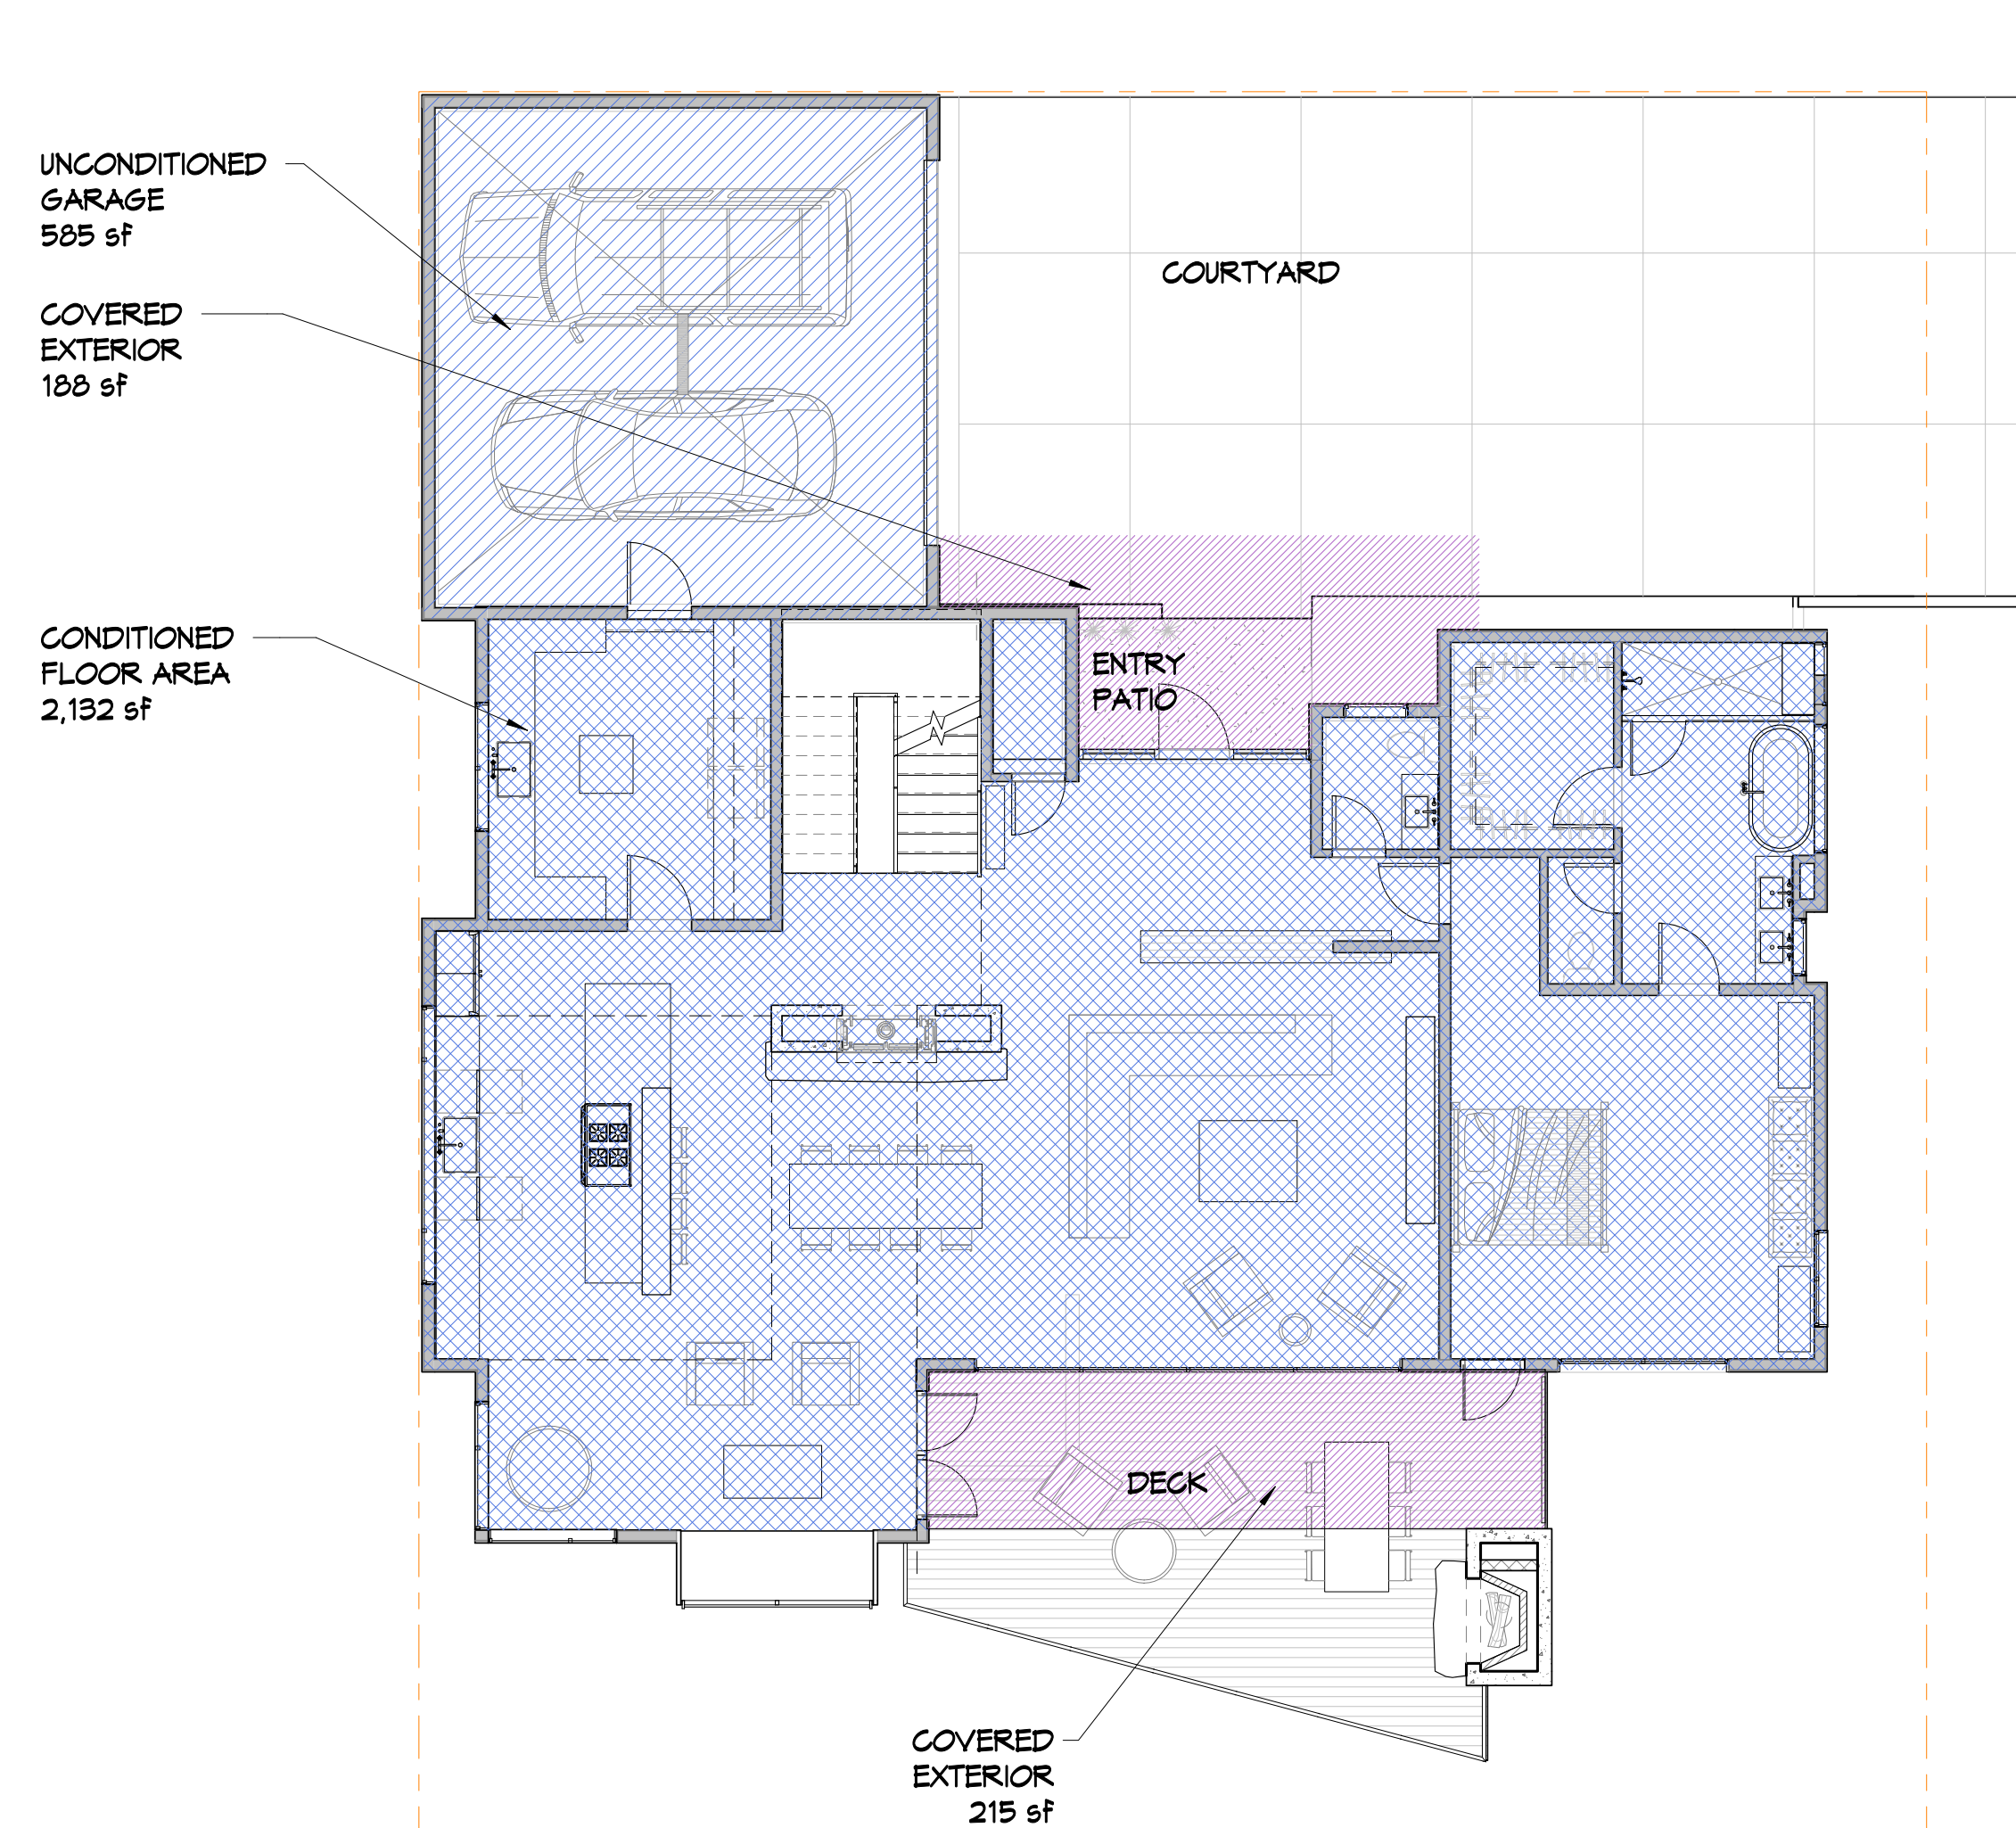 UNCONDITIONED
GARAGE
585 sf
COVERED
EXTERIOR
188 sf
COURTYARD
CONDITIONED
FLOOR AREA
2,132 sf
ENTRY
PATIO
DECK
COVERED
EXTERIOR
215 sf